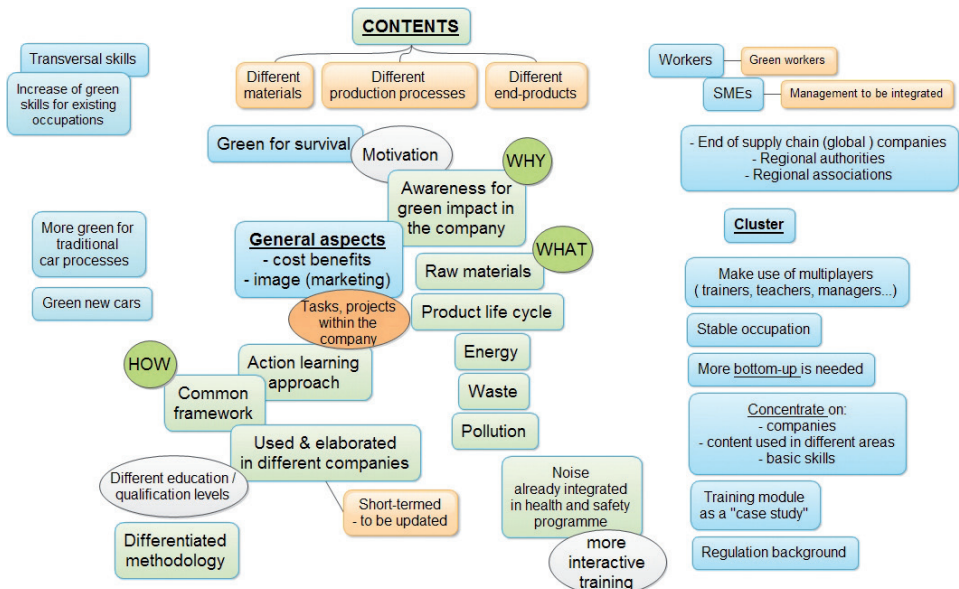 CONTENTS
Different
materials
Different
production processes
Different
end-products
Transversal skills
Increase of green
skills for existing
occupations
Workers
Green workers
SMEs
Management to be integrated
Green for survival
Motivation
WHY
Awareness for
green impact in
the company
- End of supply chain (global ) companies
- Regional authorities
- Regional associations
More green for
traditional
car processes
Green new cars
General aspects
- cost benefits
- image (marketing)
WHAT
Raw materials
Tasks, projects
within the
company
Product life cycle
Energy
Waste
Pollution
Cluster
Make use of multiplayers
( trainers, teachers, managers...)
Stable occupation
More bottom-up is needed
Concentrate on:
- companies
- content used in different areas
- basic skills
Training module
as a "case study"
Regulation background
HOW
Action learning
approach
Common
framework
Used & elaborated
in different companies
Different education /
qualification levels
Short-termed
- to be updated
Differentiated
methodology
Noise
already integrated
in health and safety
programme
more
interactive
training